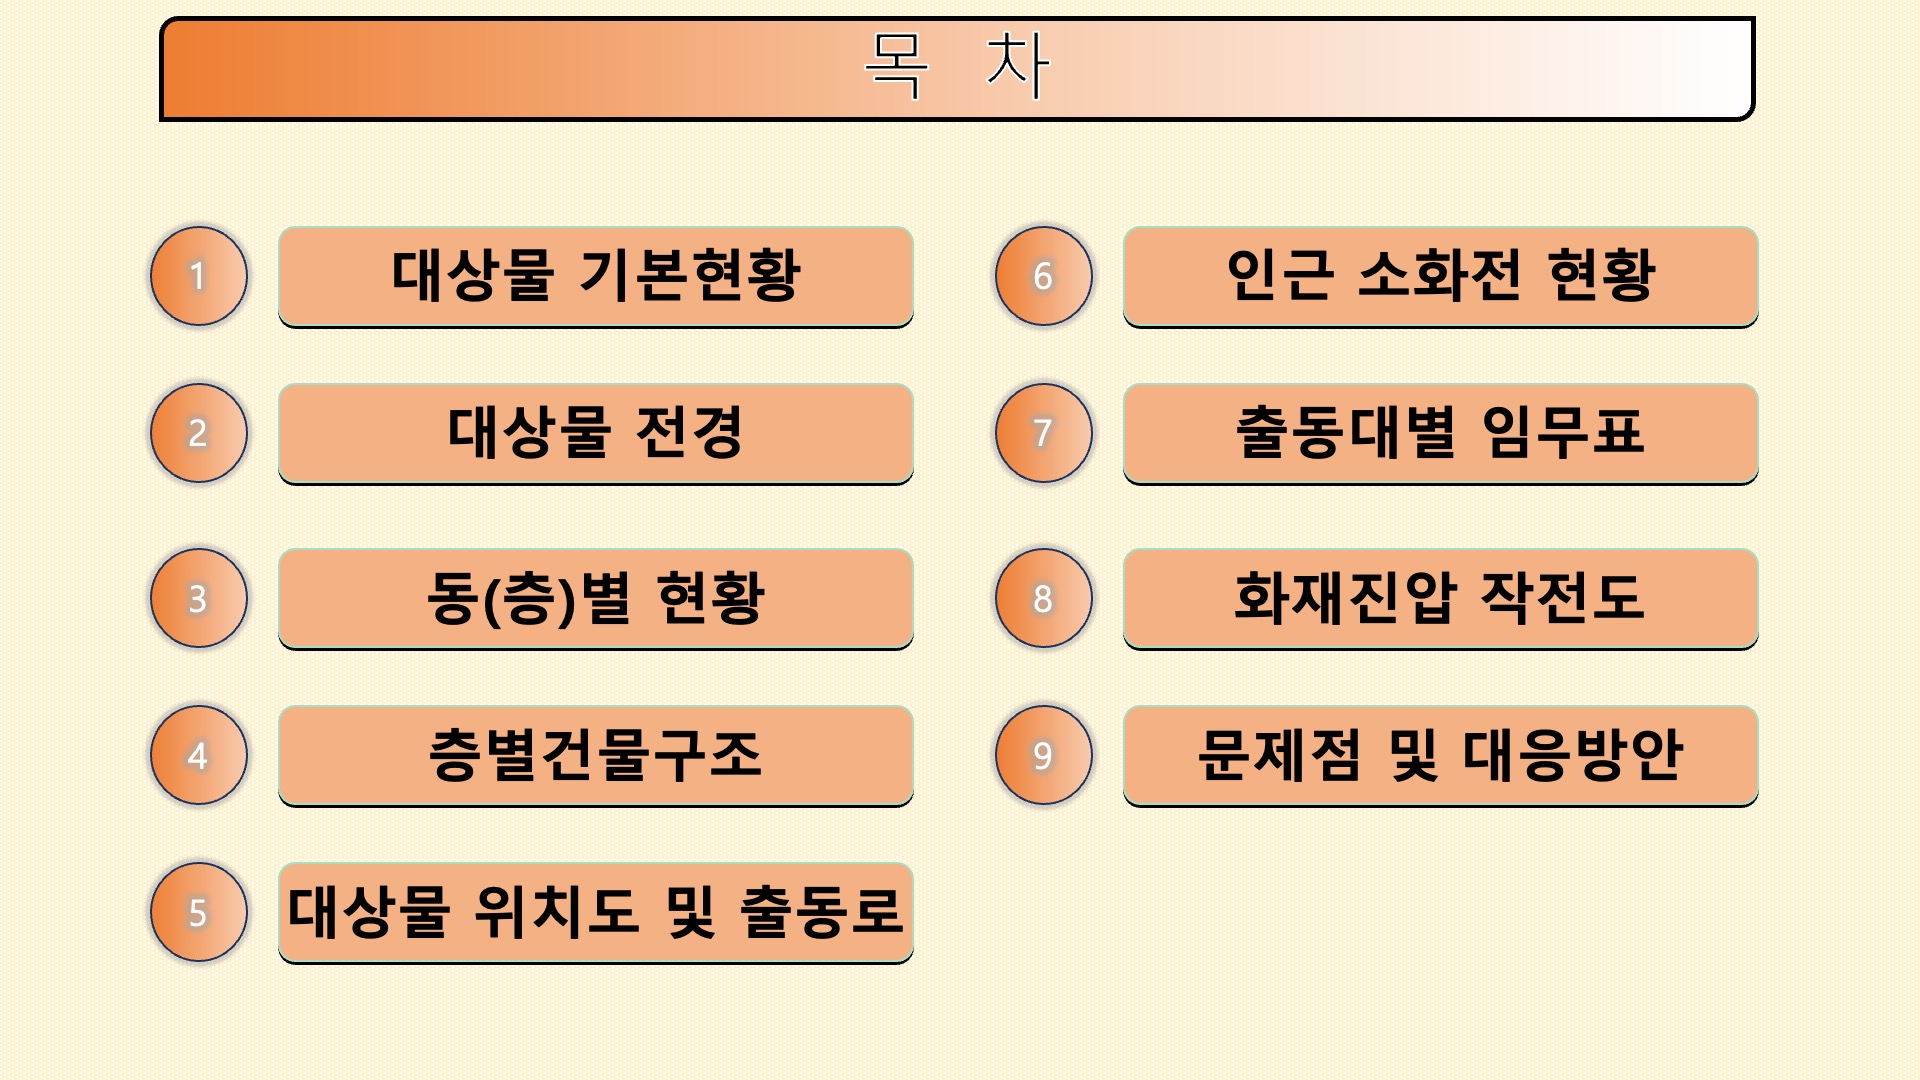 목 차
1 대상물 기본현황
2 대상물 전경
3 동(층)별 현황
4 층별건물구조
5 대상물 위치도 및 출동로
6 인근 소화전 현황
7 출동대별 임무표
8 화재진압 작전도
9 문제점 및 대응방안